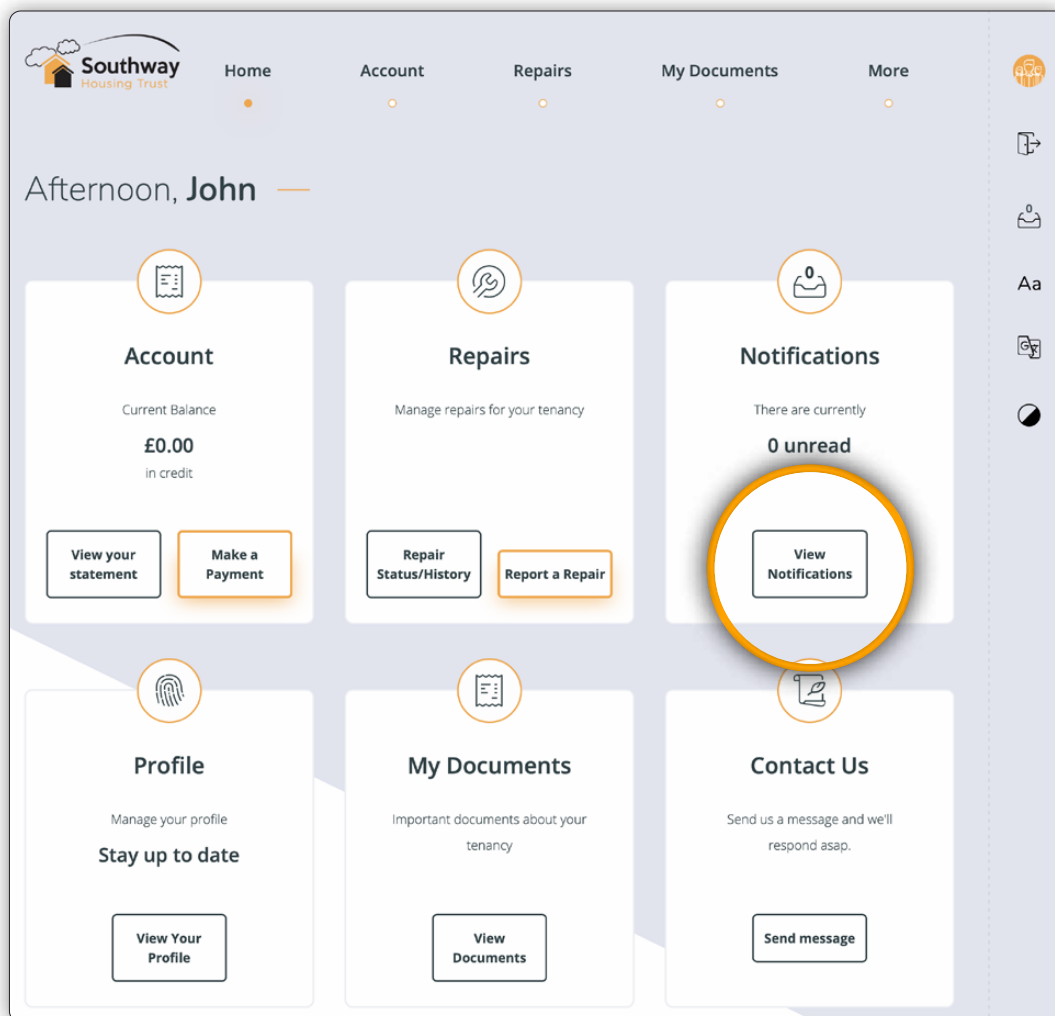 Southway
Housing Trust
Home
Account
Repairs
My Documents
More
Afternoon, John
0
Aa
G
Account
Current Balance
£0.00
in credit
View your
statement
Make a
Payment
Repairs
Manage repairs for your tenancy
Repair
Status/History
Report a Repair
0
Notifications
There are currently
0 unread
View
Notifications
Profile
Manage your profile
Stay up to date
View Your
Profile
My Documents
Important documents about your
tenancy
View
Documents
Contact Us
Send us a message and we'll
respond asap.
Send message